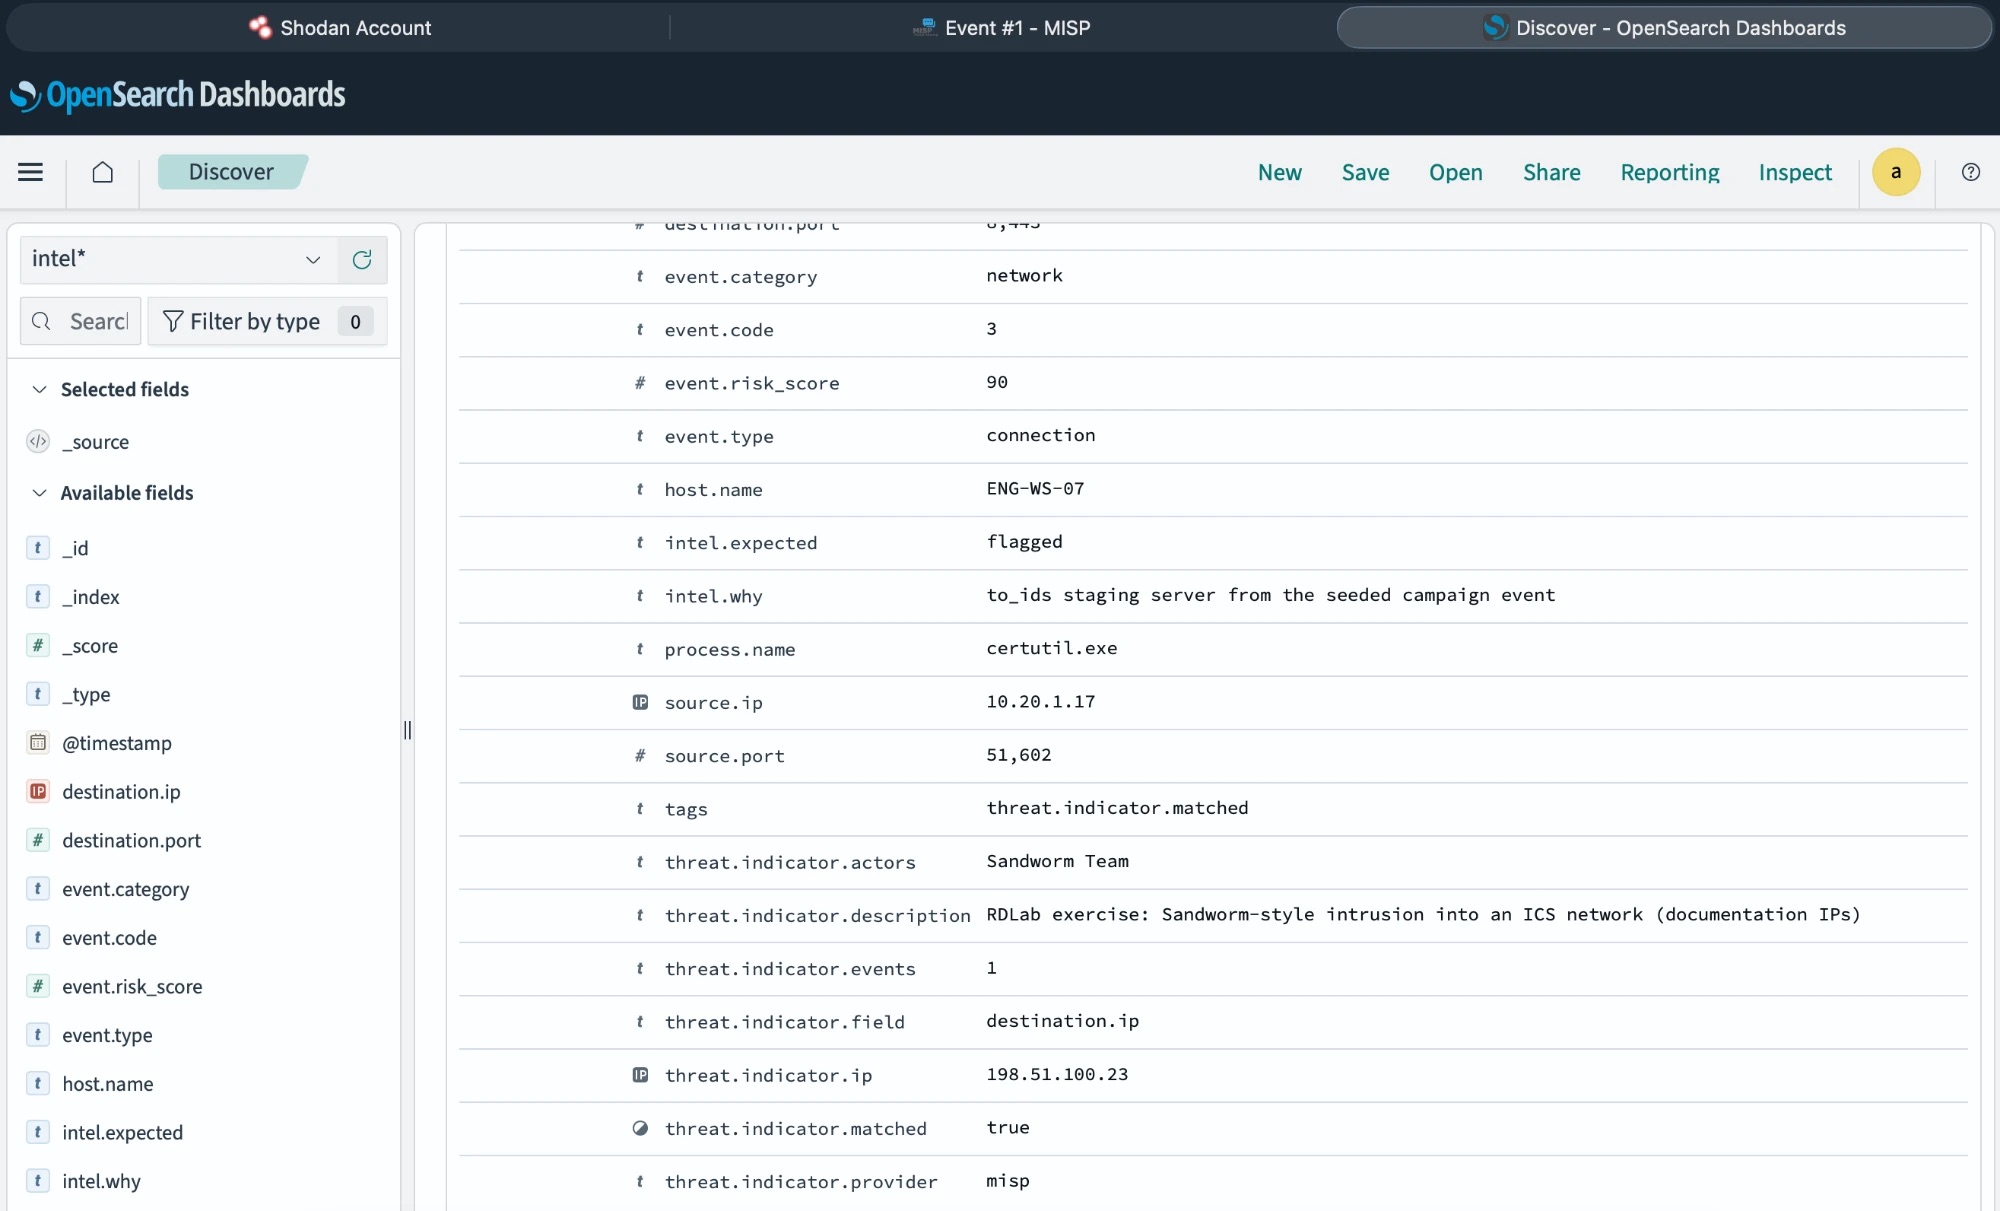 Shodan Account
Event #1 - MISP
Discover - OpenSearch Dashboards
OpenSearch Dashboards
Discover
New Save Open Share Reporting Inspect a
intel*
Search Filter by type 0
Selected fields
_source
Available fields
_id
_index
_score
_type
@timestamp
destination.ip
destination.port
event.category
event.code
event.risk_score
event.type
host.name
intel.expected
intel.why
# destination.port 8,443
t event.category network
t event.code 3
# event.risk_score 90
t event.type connection
t host.name ENG-WS-07
t intel.expected flagged
t intel.why to_ids staging server from the seeded campaign event
t process.name certutil.exe
IP source.ip 10.20.1.17
# source.port 51,602
t tags threat.indicator.matched
t threat.indicator.actors Sandworm Team
t threat.indicator.description RDLab exercise: Sandworm-style intrusion into an ICS network (documentation IPs)
t threat.indicator.events 1
t threat.indicator.field destination.ip
IP threat.indicator.ip 198.51.100.23
threat.indicator.matched true
t threat.indicator.provider misp